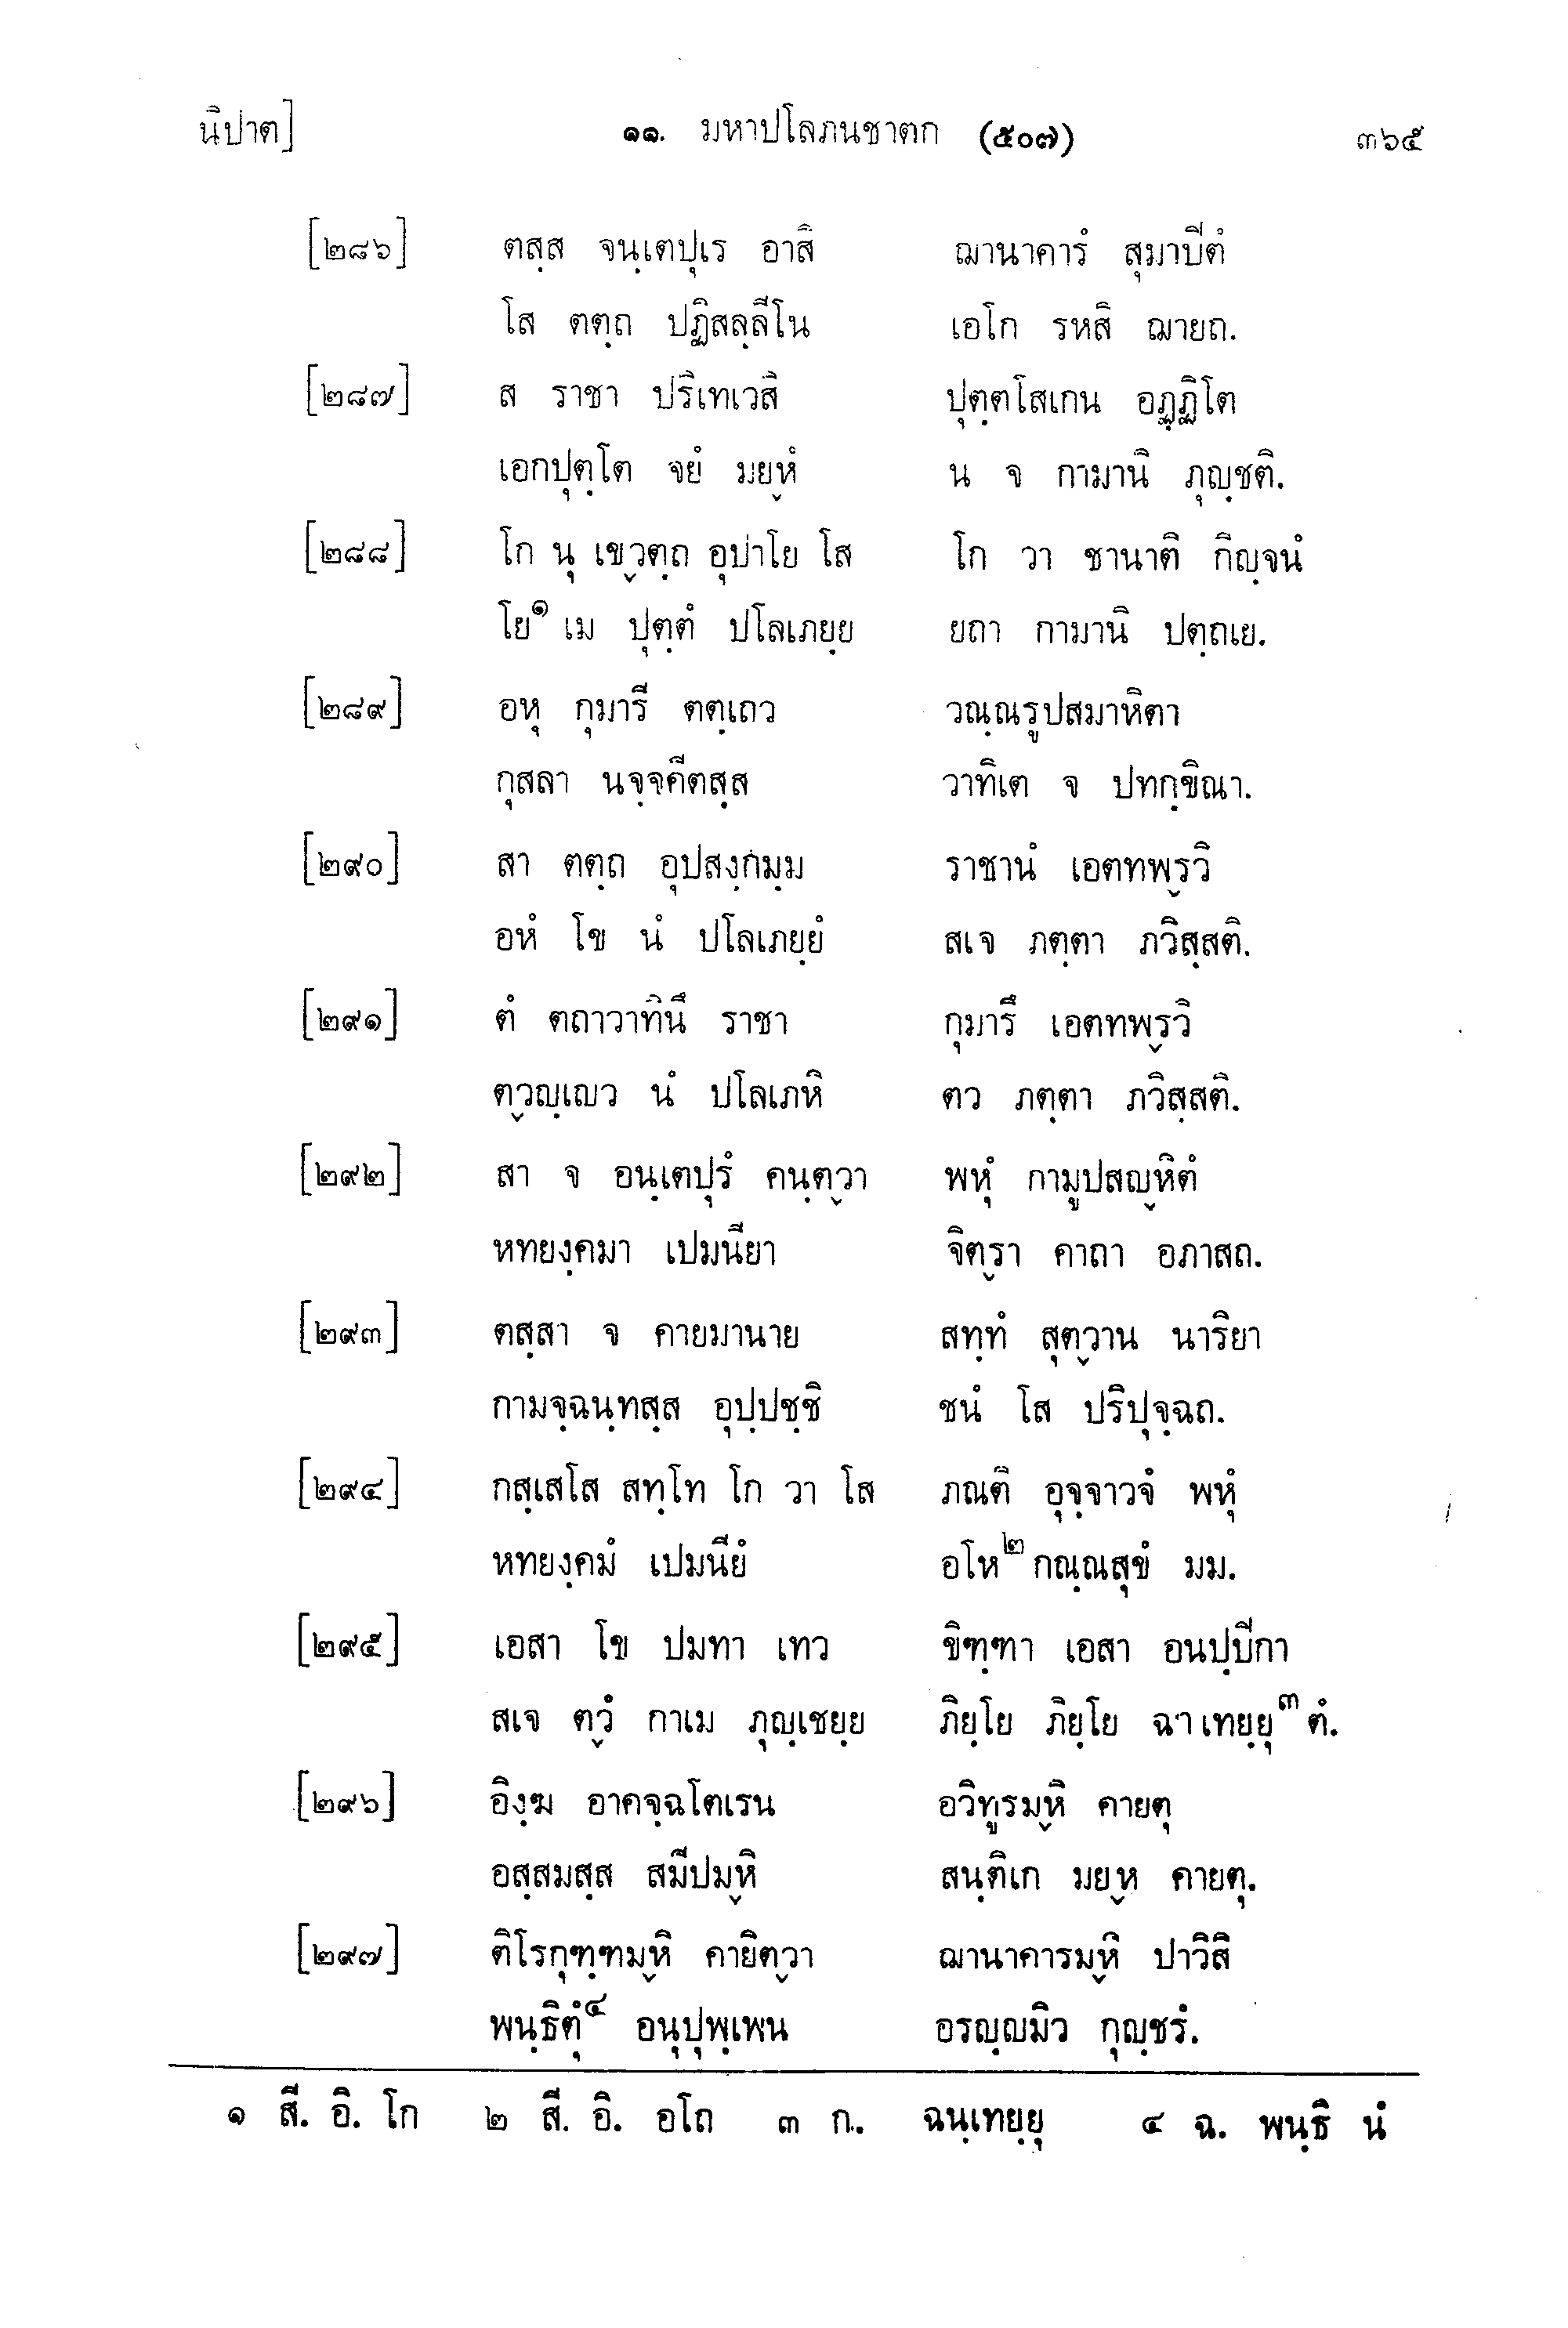 นิปาต] ๑๑. มหาปโลภนชาตก (๕๐๗) ๓๖๕
[๒๘๖] ตสฺส จนฺเตปุเร อาสิ ฌานาคารํ สุมาปิตํ
โส ตตฺถ ปฏิสลฺลีโน เอโก รหสิ ฌายถ.
[๒๘๗] ส ราชา ปริเทเวสิ ปุตฺตโสเกน อฏฺฏิโต
เอกปุตฺโต จยํ มยฺหํ น จ กามานิ ภุญฺชติ.
[๒๘๘] โก นุ เขฺวตฺถ อุปาโย โส โก วา ชานาติ กิญฺจนํ
โย๑ เม ปุตฺตํ ปโลเภยฺย ยถา กามานิ ปตฺถเย.
[๒๘๙] อหุ กุมารี ตตฺเถว วณฺณรูปสมาหิตา
กุสลา นจฺจคีตสฺส วาทิเต จ ปทกฺขิณา.
[๒๙๐] สา ตตฺถ อุปสงฺกมฺม ราชานํ เอตทพฺรวิ
อหํ โข นํ ปโลเภยฺยํ สเจ ภตฺตา ภวิสฺสติ.
[๒๙๑] ตํ ตถาวาทินึ ราชา กุมารึ เอตทพฺรวิ
ตฺวญฺเญว นํ ปโลเภหิ ตว ภตฺตา ภวิสฺสติ.
[๒๙๒] สา จ อนฺเตปุรํ คนฺตฺวา พหุํ กามูปสญฺหิตํ
หทยงฺคมา เปมนียา จิตฺรา คาถา อภาสถ.
[๒๙๓] ตสฺสา จ คายมานาย สทฺทํ สุตฺวาน นาริยา
กามจฺฉนฺทสฺส อุปฺปชฺชิ ชนํ โส ปริปุจฺฉถ.
[๒๙๔] กสฺเสโส สทฺโท โก วา โส ภณติ อุจฺจาวจํ พหุํ
หทยงฺคมํ เปมนียํ อโห๒ กณฺณสุขํ มม.
[๒๙๕] เอสา โข ปมทา เทว ขิฑฺฑา เอสา อนปฺปิกา
สเจ ตฺวํ กาเม ภุญฺเชยฺย ภิยฺโย ภิยฺโย ฉาเทยฺยุ๓ ตํ.
[๒๙๖] อิงฺฆ อาคจฺฉโตเรน อวิทูรมฺหิ คายตุ
อสฺสมสฺส สมีปมฺหิ สนฺติเก มยฺห คายตุ.
[๒๙๗] ติโรกุฑฺฑมฺหิ คายิตฺวา ฌานาคารมฺหิ ปาวิสิ
พนฺธิตุํ๔ อนุปุพฺเพน อรญฺญมิว กุญฺชรํ.
๑ สี. อิ. โก ๒ สี. อิ. อโถ ๓ ก. ฉนฺเทยฺยุ ๔ ฉ. พนฺธิ นํ